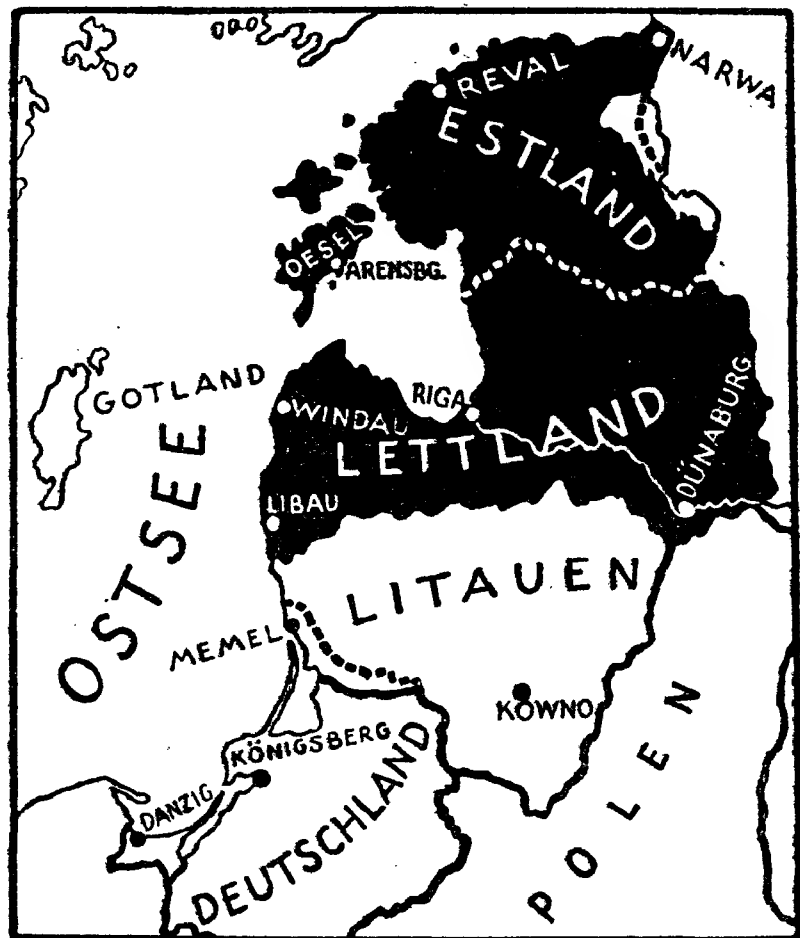 NARWA
REVAL
ESTLAND
OESEL
ARENSBG.
GOTLAND
RIGA
WINDAU
LETTLAND
DÜNABURG
LIBAU
OSTSEE
LITAUEN
MEMEL
KOWNO
KÖNIGSBERG
DANZIG
DEUTSCHLAND
POLEN